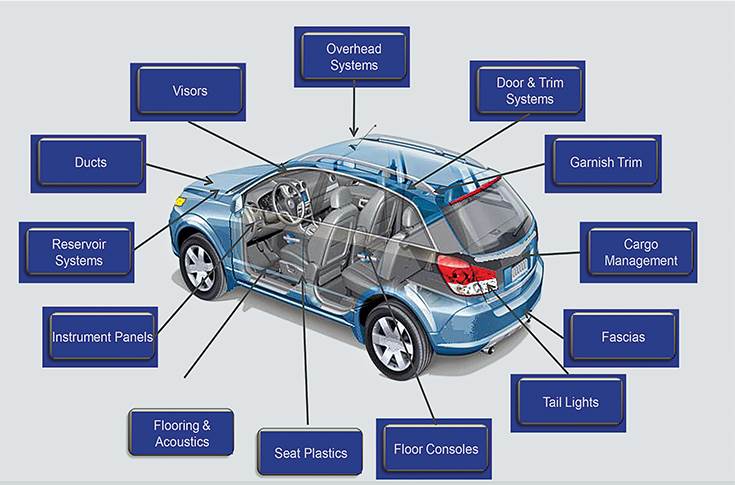 Overhead
Systems
Visors
Door & Trim
Systems
Ducts
Garnish Trim
Reservoir
Systems
Cargo
Management
Instrument Panels
Fascias
Tail Lights
Flooring &
Acoustics
Seat Plastics
Floor Consoles